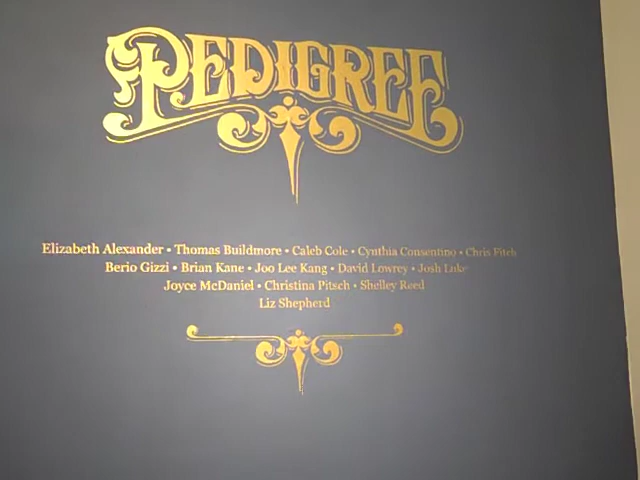 PEDIGREE
Elizabeth Alexander • Thomas Buildmore • Caleb Cole • Cynthia Consentino • Chris Fitch
Berio Gizzi • Brian Kane • Joo Lee Kang • David Lowrey • Josh Luke
Joyce McDaniel • Christina Pitsch • Shelley Reed
Liz Shepherd